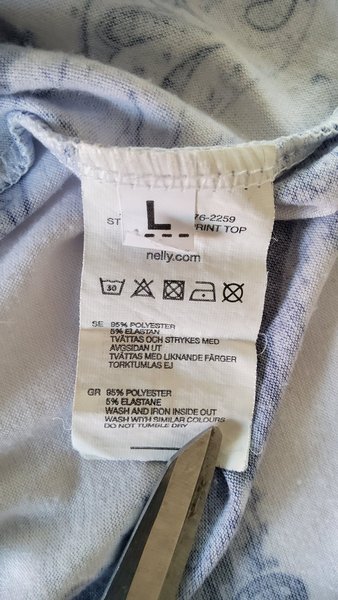 L
ST 76-2259
RINT TOP
nelly.com
30
SE 95% POLYESTER
5% ELASTAN
TVÄTTAS OCH STRYKES MED
AVGSIDAN UT
TVÄTTAS MED LIKNANDE FÄRGER
TORKTUMLAS EJ
GR 95% POLYESTER
5% ELASTANE
WASH AND IRON INSIDE OUT
WASH WITH SIMILAR COLOURS
DO NOT TUMBLE DRY